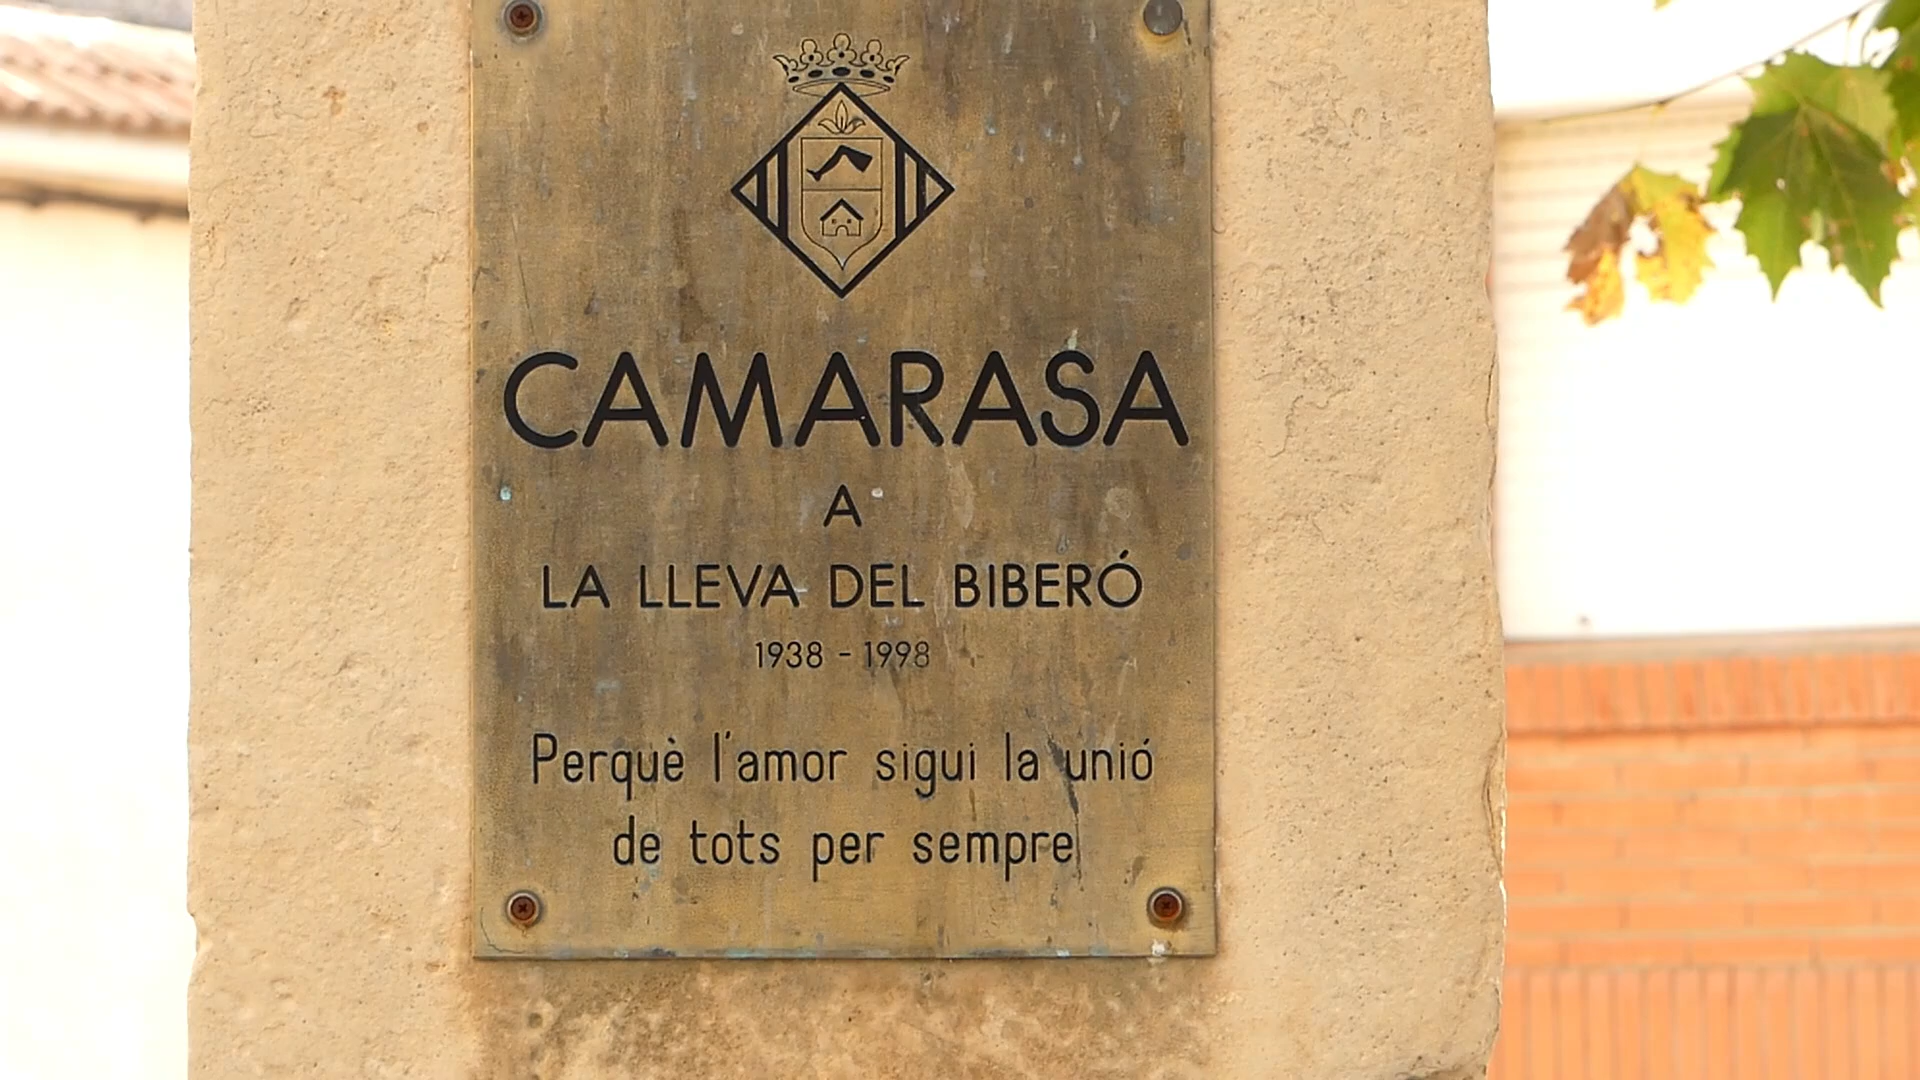 CAMARASA
A
LA LLEVA DEL BIBERÓ
1938 - 1998
Perquè l'amor sigui la unió
de tots per sempre